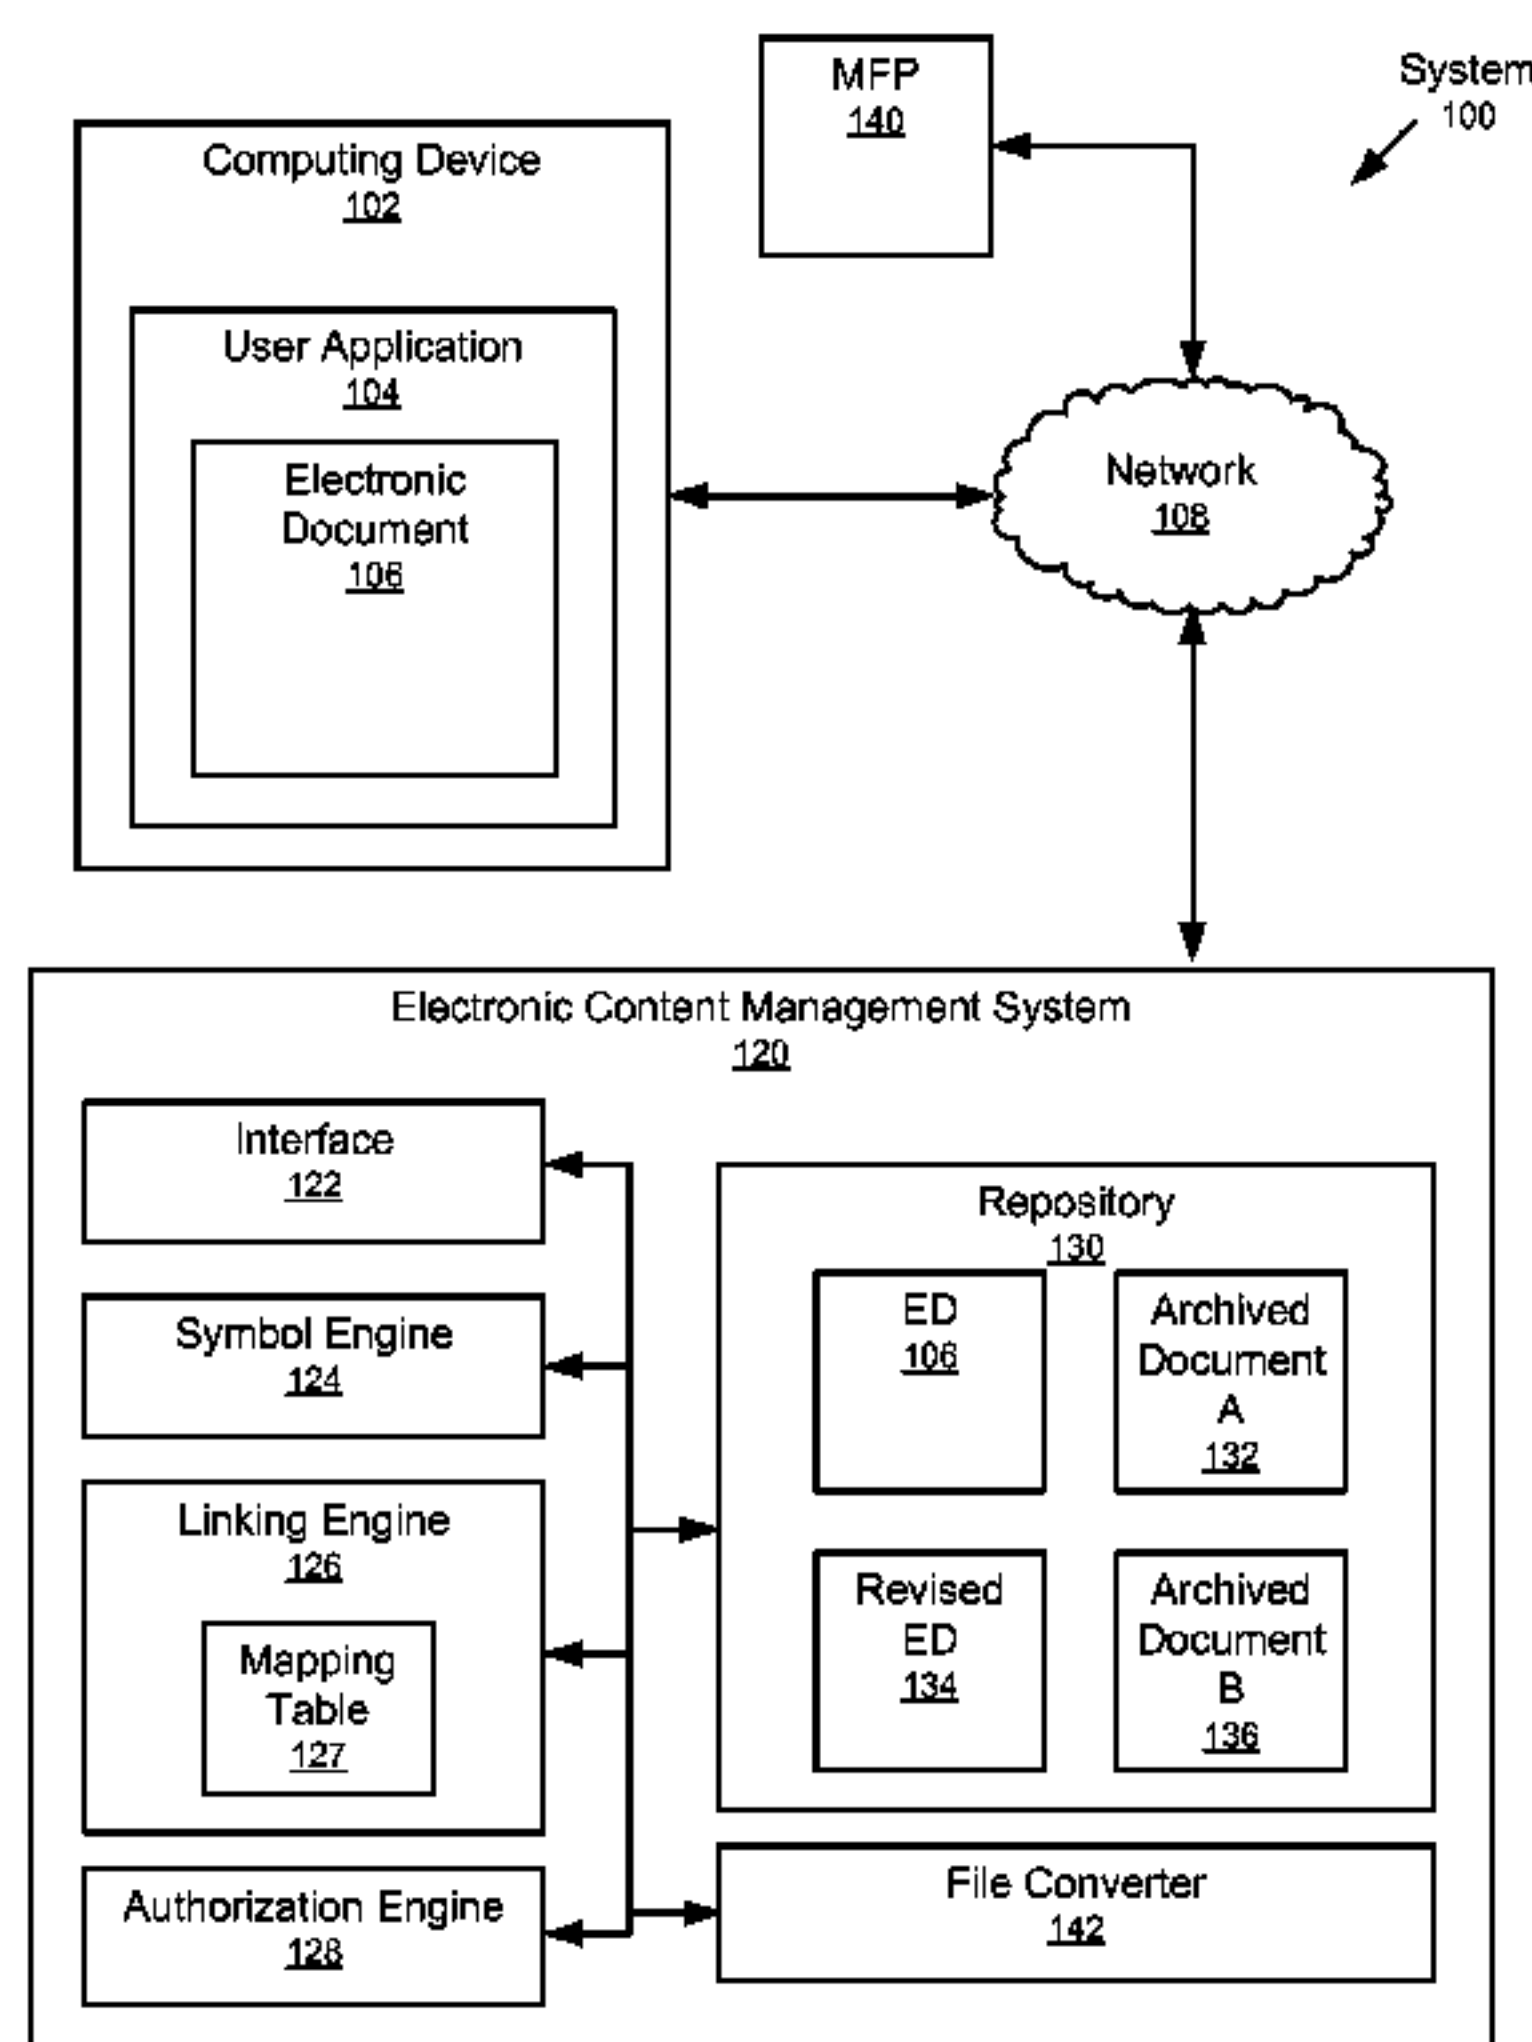 MFP
140
System
100
Computing Device
102
User Application
104
Electronic
Document
106
Network
108
Electronic Content Management System
120
Interface
122
Symbol Engine
124
Linking Engine
126
Mapping
Table
127
Authorization Engine
128
Repository
130
ED
106
Archived
Document
A
132
Revised
ED
134
Archived
Document
B
136
File Converter
142